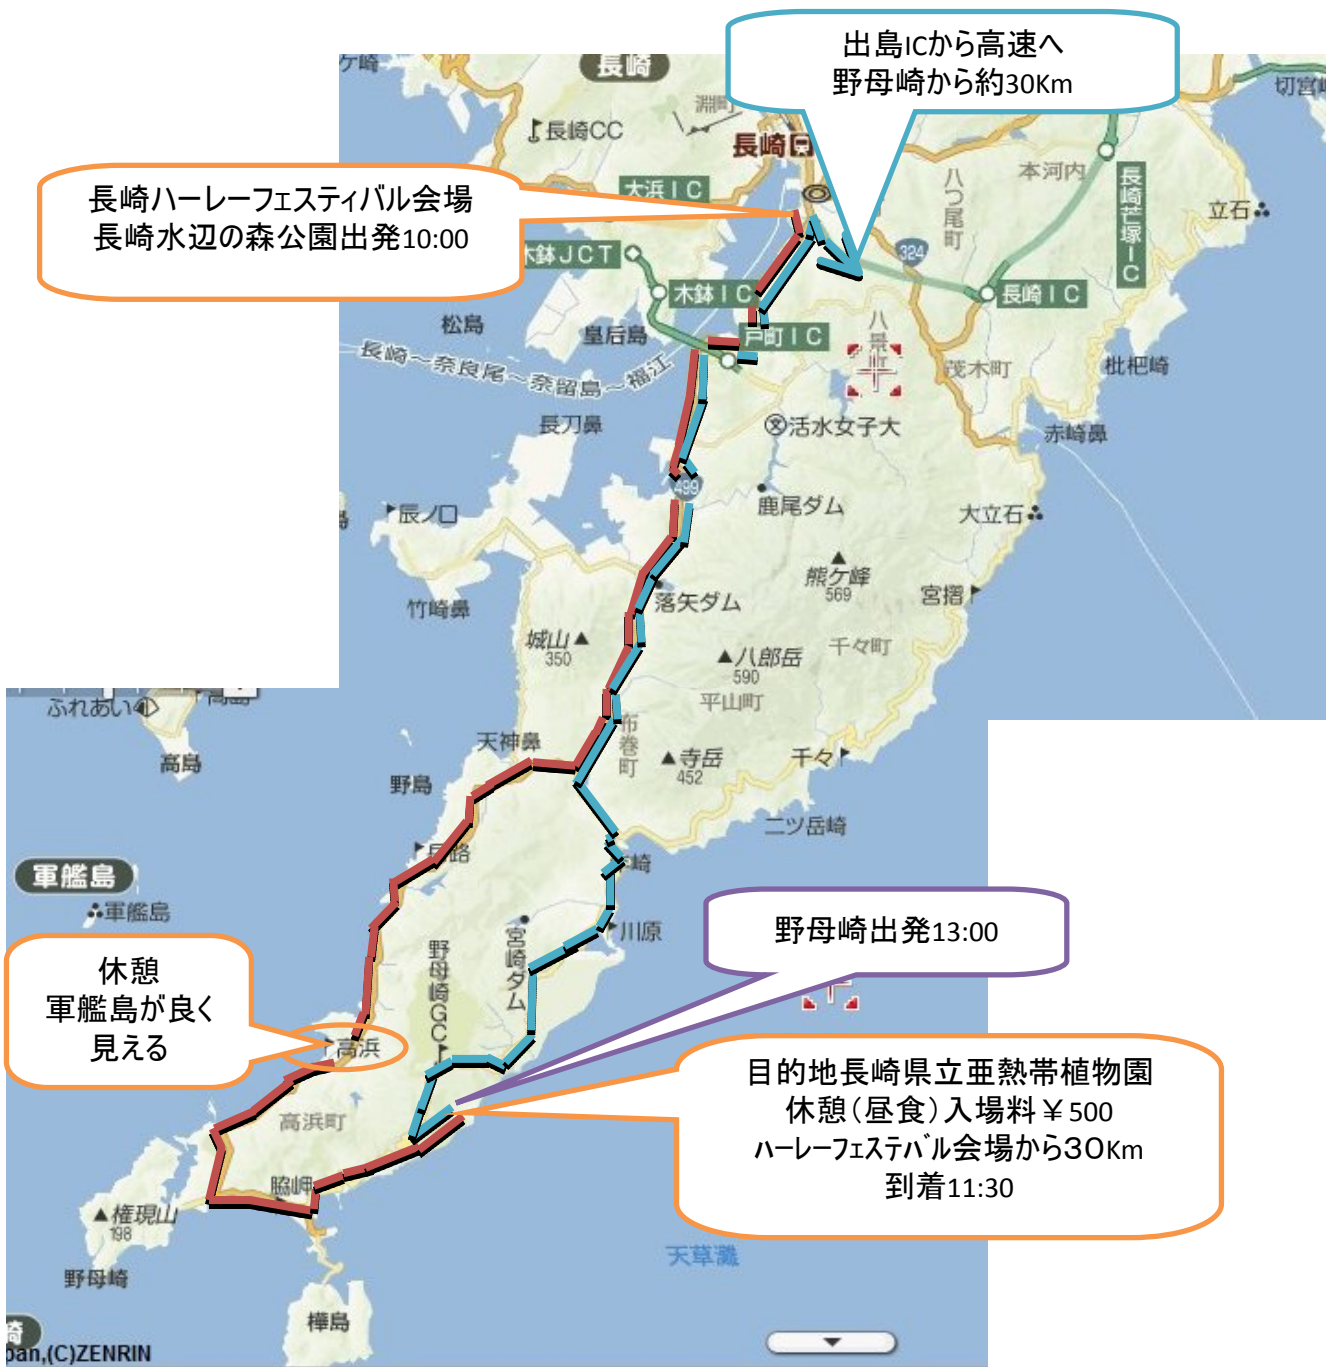 出島ICから高速へ
野母崎から約30Km
長崎ハーレーフェスティバル会場
長崎水辺の森公園出発10:00
長崎
長崎CC
淵町
長崎
大浜IC
木鉢JCT
木鉢IC
戸町IC
八つ尾町
本河内
長崎芒塚IC
立石
324
長崎IC
松島
皇后島
長崎～奈良尾～奈留島～福江
茂木町
枇杷崎
長刀鼻
活水女子大
赤崎鼻
499
鹿尾ダム
大立石
辰ノ口
熊ケ峰
569
宮摺
竹崎鼻
落矢ダム
城山
350
八郎岳
590
千々町
平山町
ふれあい
高島
高島
天神鼻
布巻町
寺岳
452
千々
野島
二ツ岳崎
軍艦島
軍艦島
川原
宮崎ダム
野母崎GC
野母崎出発13:00
休憩
軍艦島が良く
見える
高浜
高浜町
目的地長崎県立亜熱帯植物園
休憩（昼食）入場料￥500
ハーレーフェステバル会場から30Km
到着11:30
脇岬
権現山
198
野母崎
樺島
天草灘
(C)ZENRIN